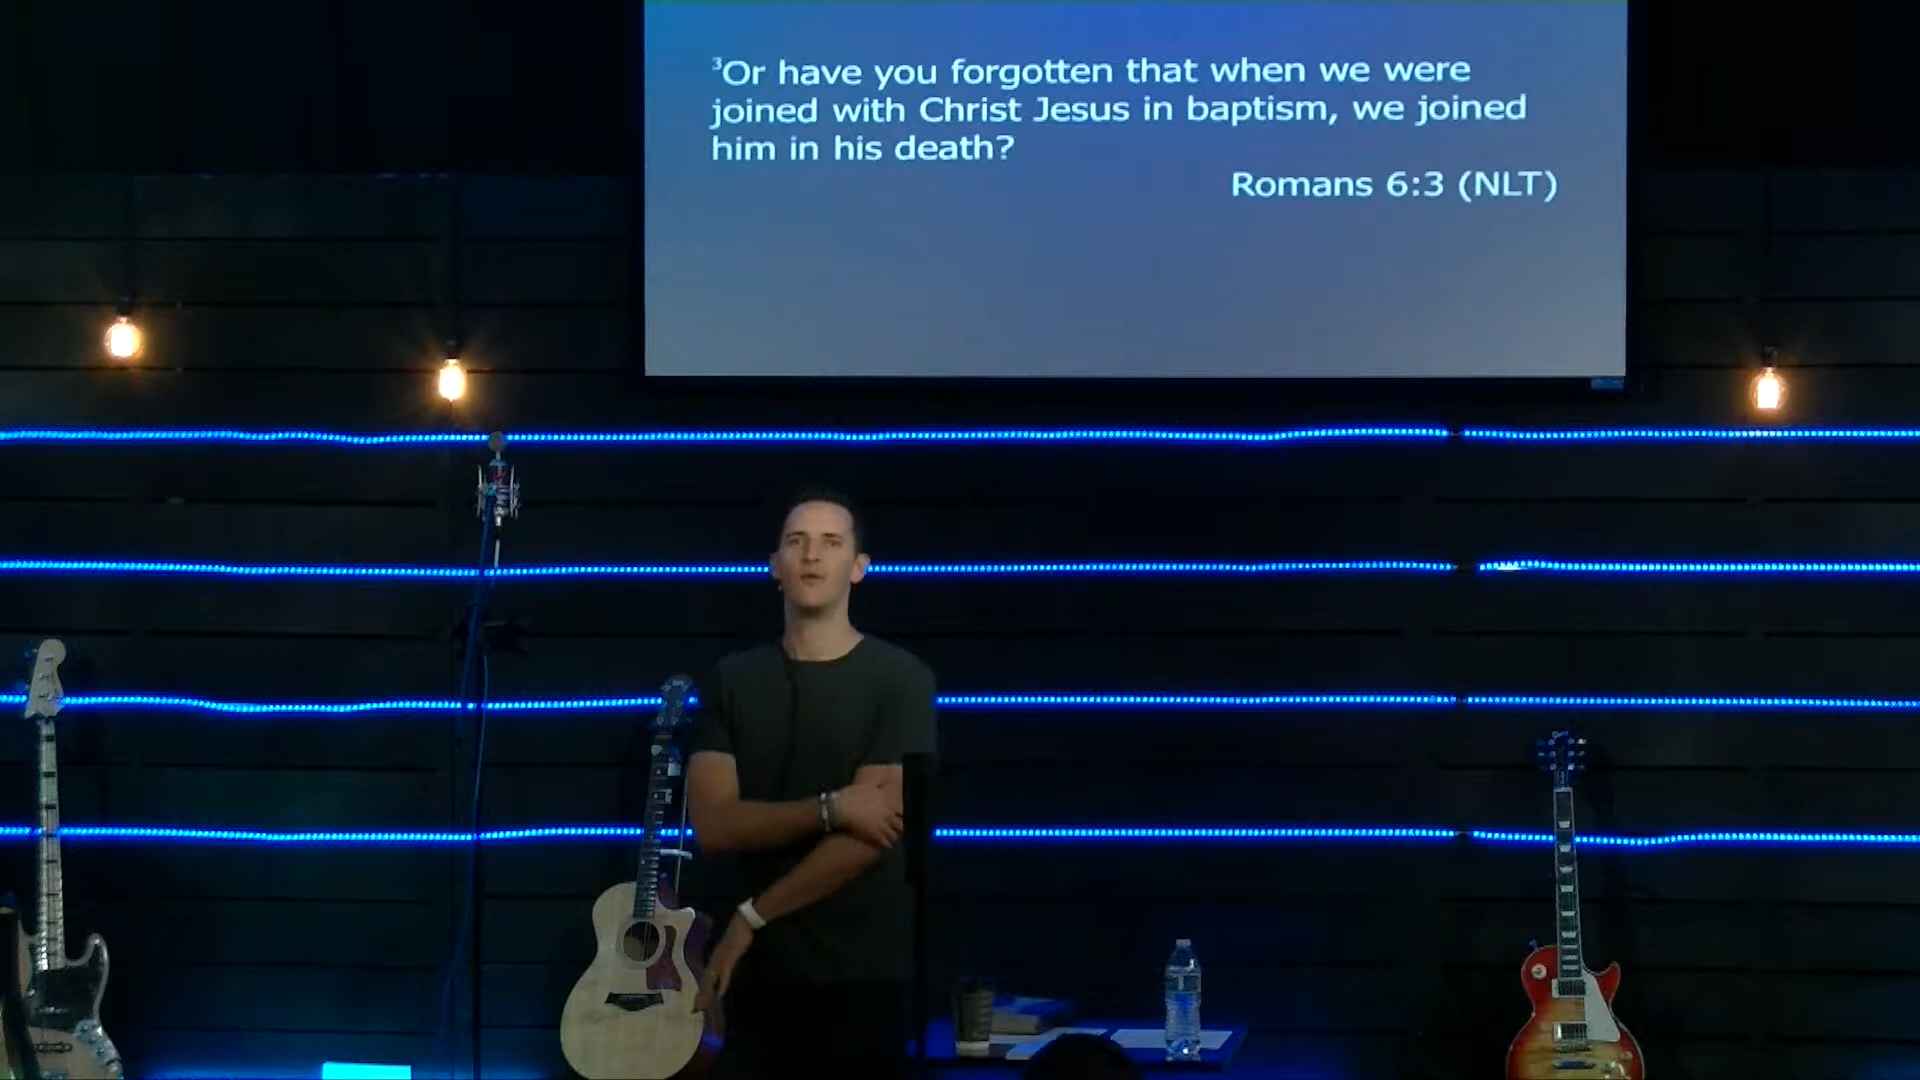 ³Or have you forgotten that when we were
joined with Christ Jesus in baptism, we joined
him in his death?
Romans 6:3 (NLT)